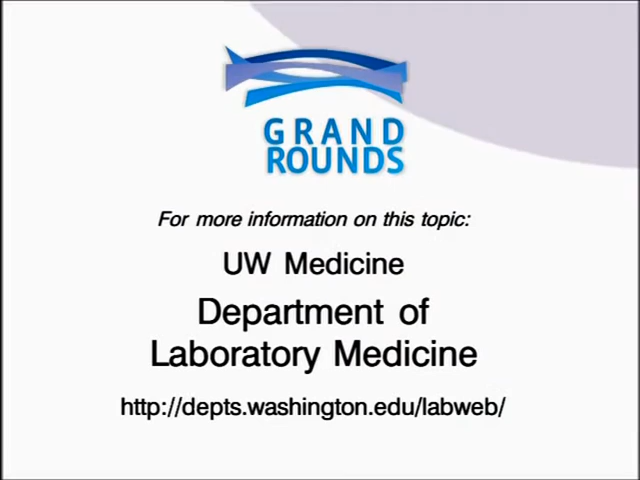 GRAND
ROUNDS
For more information on this topic:
UW Medicine
Department of
Laboratory Medicine
http://depts.washington.edu/labweb/